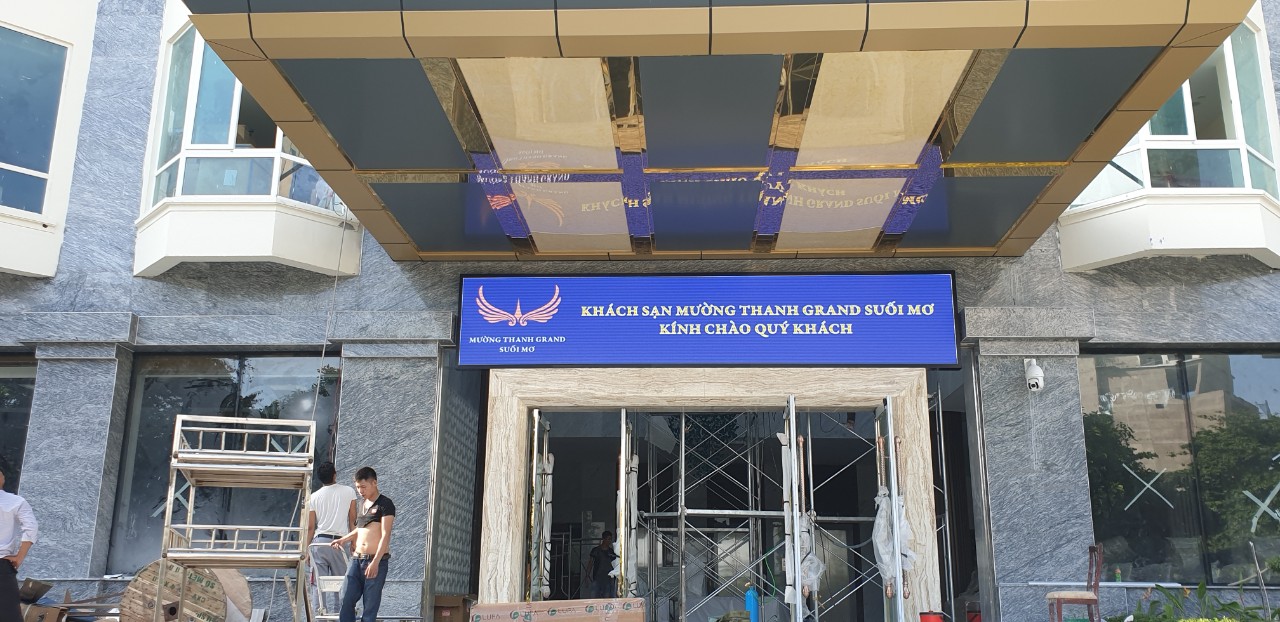 KHÁCH SẠN MƯỜNG THANH GRAND SUỐI MƠ
KÍNH CHÀO QUÝ KHÁCH
MƯỜNG THANH GRAND
SUỐI MƠ